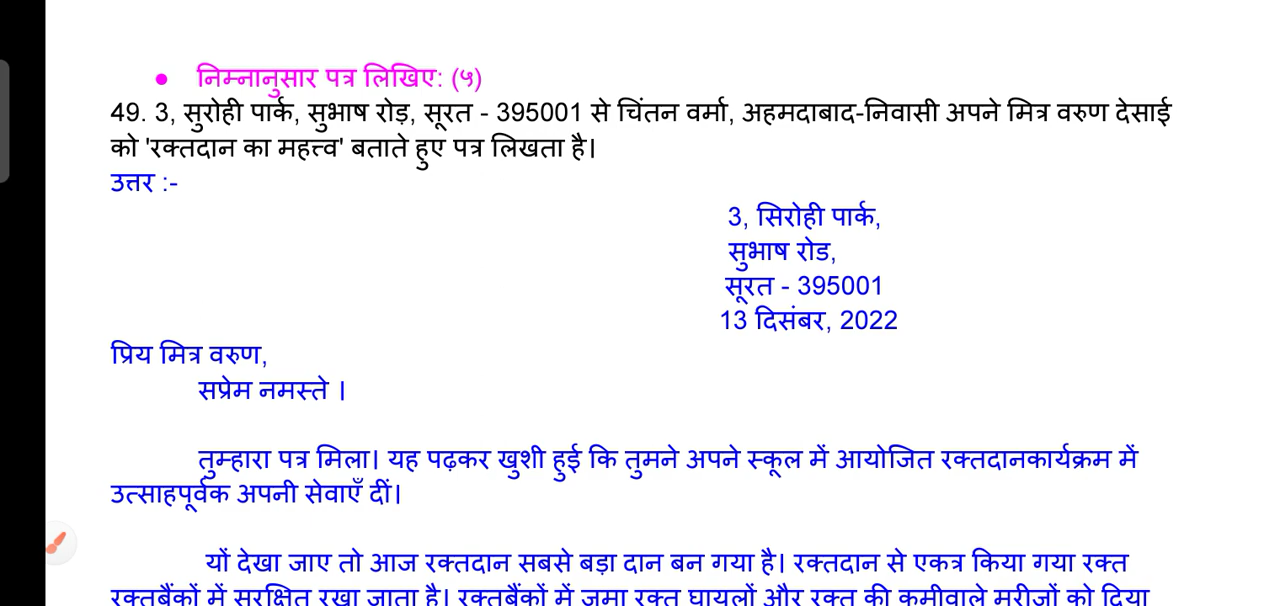 ● निम्नानुसार पत्र लिखिए: (५)
49. 3, सुरोही पार्क, सुभाष रोड़, सूरत - 395001 से चिंतन वर्मा, अहमदाबाद-निवासी अपने मित्र वरुण देसाई
को 'रक्तदान का महत्त्व' बताते हुए पत्र लिखता है।
उत्तर :-
3, सिरोही पार्क,
सुभाष रोड,
सूरत - 395001
13 दिसंबर, 2022
प्रिय मित्र वरुण,
सप्रेम नमस्ते ।
तुम्हारा पत्र मिला। यह पढ़कर खुशी हुई कि तुमने अपने स्कूल में आयोजित रक्तदानकार्यक्रम में
उत्साहपूर्वक अपनी सेवाएँ दीं।
यों देखा जाए तो आज रक्तदान सबसे बड़ा दान बन गया है। रक्तदान से एकत्र किया गया रक्त
रक्तबैंकों में सुरक्षित रखा जाता है। रक्तबैंकों में जमा रक्त घायलों और रक्त की कमीवाले मरीजों को दिया